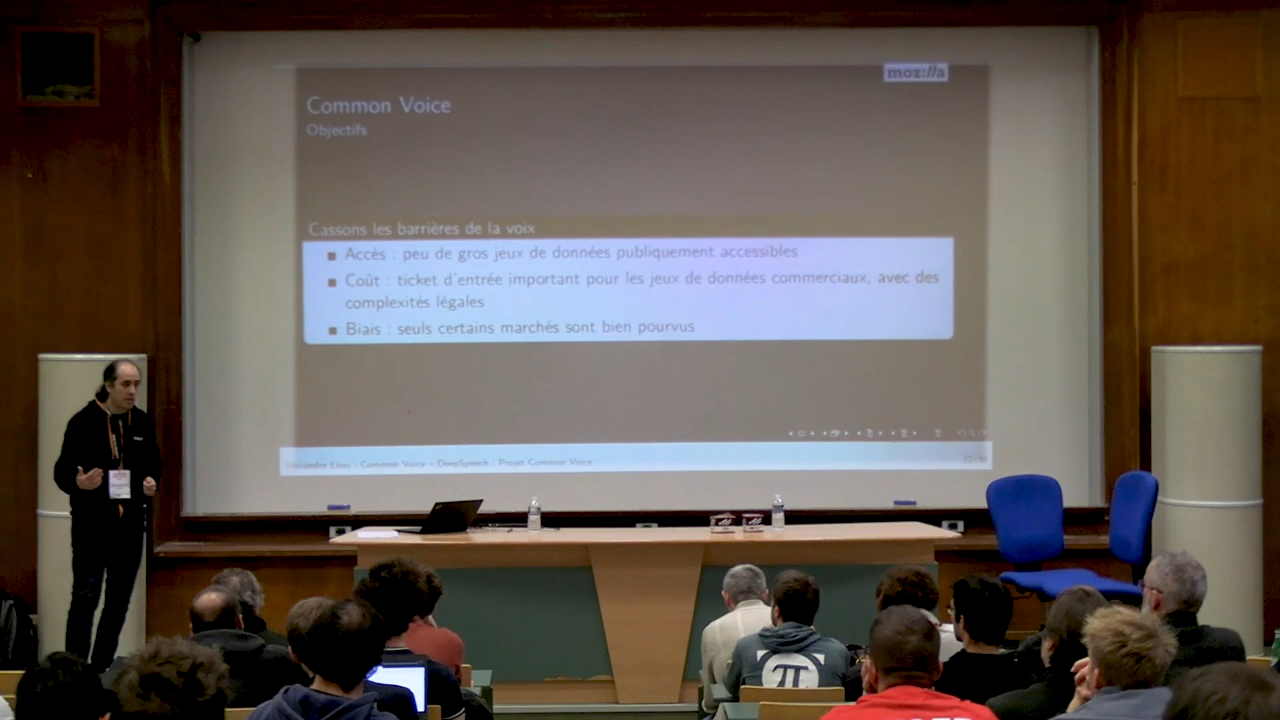 moz://a
Common Voice
Objectifs
Cassons les barrières de la voix
Accès : peu de gros jeux de données publiquement accessibles
Coût : ticket d'entrée important pour les jeux de données commerciaux, avec des
complexités légales
Biais : seuls certains marchés sont bien pourvus
Common Voice – DeepSpeech : Projet Common Voice
π